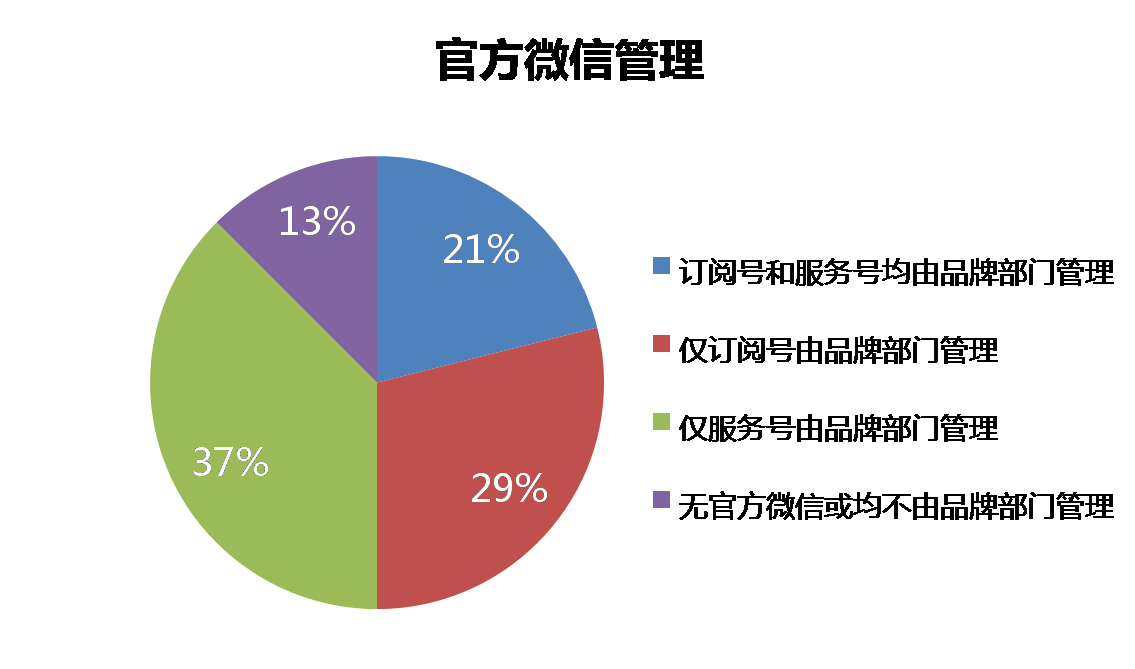 官方微信管理
13%
21%
37%
29%
订阅号和服务号均由品牌部门管理
仅订阅号由品牌部门管理
仅服务号由品牌部门管理
无官方微信或均不由品牌部门管理